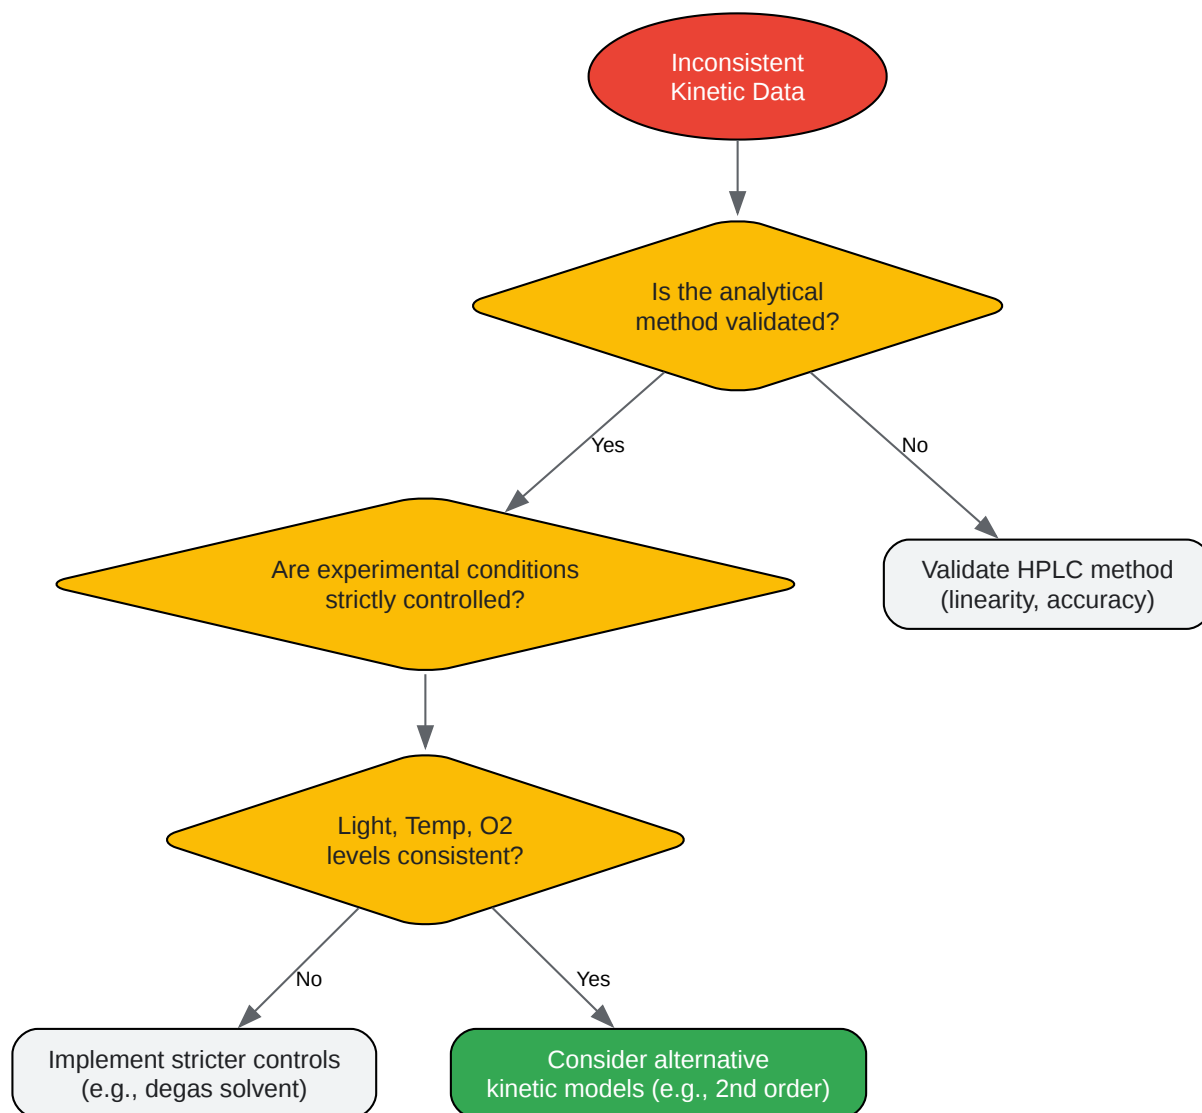 Inconsistent
Kinetic Data
Is the analytical
method validated?
Yes
No
Are experimental conditions
strictly controlled?
Validate HPLC method
(linearity, accuracy)
Light, Temp, O2
levels consistent?
No
Yes
Implement stricter controls
(e.g., degas solvent)
Consider alternative
kinetic models (e.g., 2nd order)